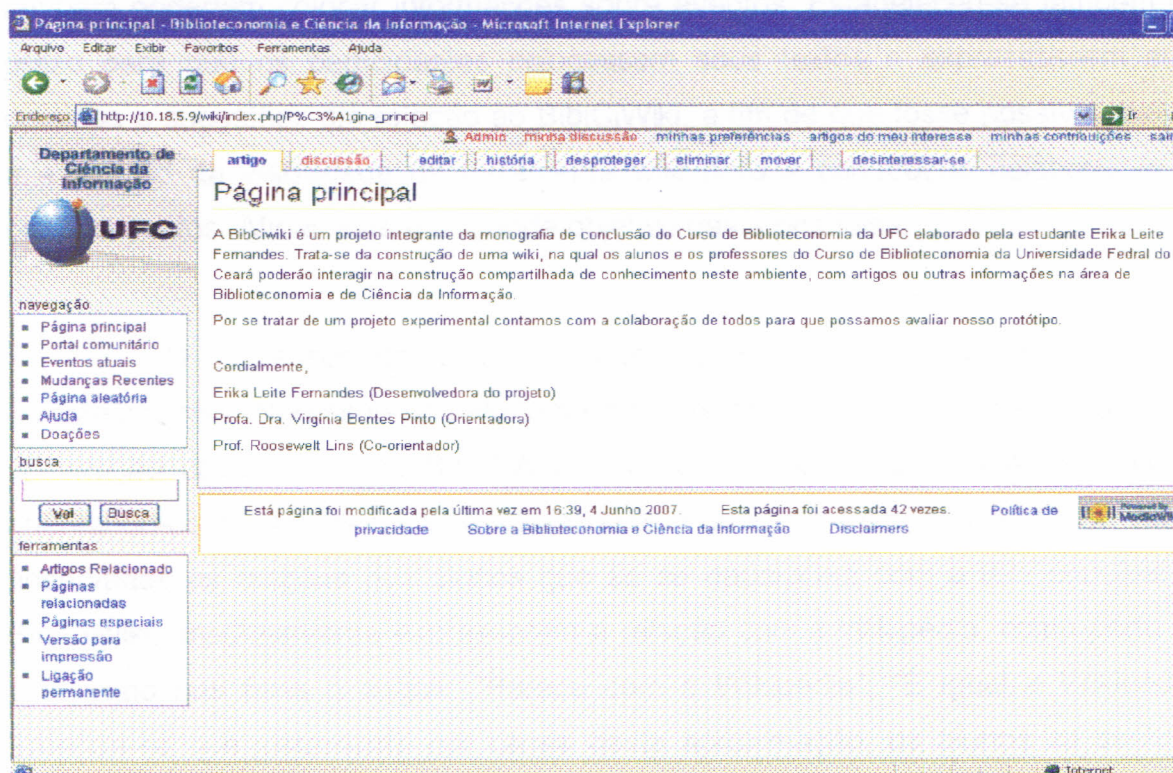 Página principal - Biblioteconomia e Ciência da Informação - Microsoft Internet Explorer
Arquivo Editar Exibir Favoritos Ferramentas Ajuda
Endereço http://10.18.5.9/wiki/index.php/P%C3%A1gina_principal Ir
Admin minha discussão minhas preferências artigos do meu interesse minhas contribuições sair
Departamento de
Ciência da
Informação
UFC
artigo discussão editar história desproteger eliminar mover desinteressar-se
Página principal
A BibCiwiki é um projeto integrante da monografia de conclusão do Curso de Biblioteconomia da UFC elaborado pela estudante Erika Leite
Fernandes. Trata-se da construção de uma wiki, na qual os alunos e os professores do Curso de Biblioteconomia da Universidade Fedral do
Ceará poderão interagir na construção compartilhada de conhecimento neste ambiente, com artigos ou outras informações na área de
Biblioteconomia e de Ciência da Informação.
Por se tratar de um projeto experimental contamos com a colaboração de todos para que possamos avaliar nosso protótipo.
Cordialmente,
Erika Leite Fernandes (Desenvolvedora do projeto)
Profa. Dra. Virgínia Bentes Pinto (Orientadora)
Prof. Roosewelt Lins (Co-orientador)
navegação
Página principal
Portal comunitário
Eventos atuais
Mudanças Recentes
Página aleatória
Ajuda
Doações
busca
Vai Busca
ferramentas
Artigos Relacionado
Páginas
relacionadas
Páginas especiais
Versão para
impressão
Ligação
permanente
Está página foi modificada pela última vez em 16:39, 4 Junho 2007. Esta página foi acessada 42 vezes. Política de
privacidade Sobre a Biblioteconomia e Ciência da Informação Disclaimers
Powered by
Internet